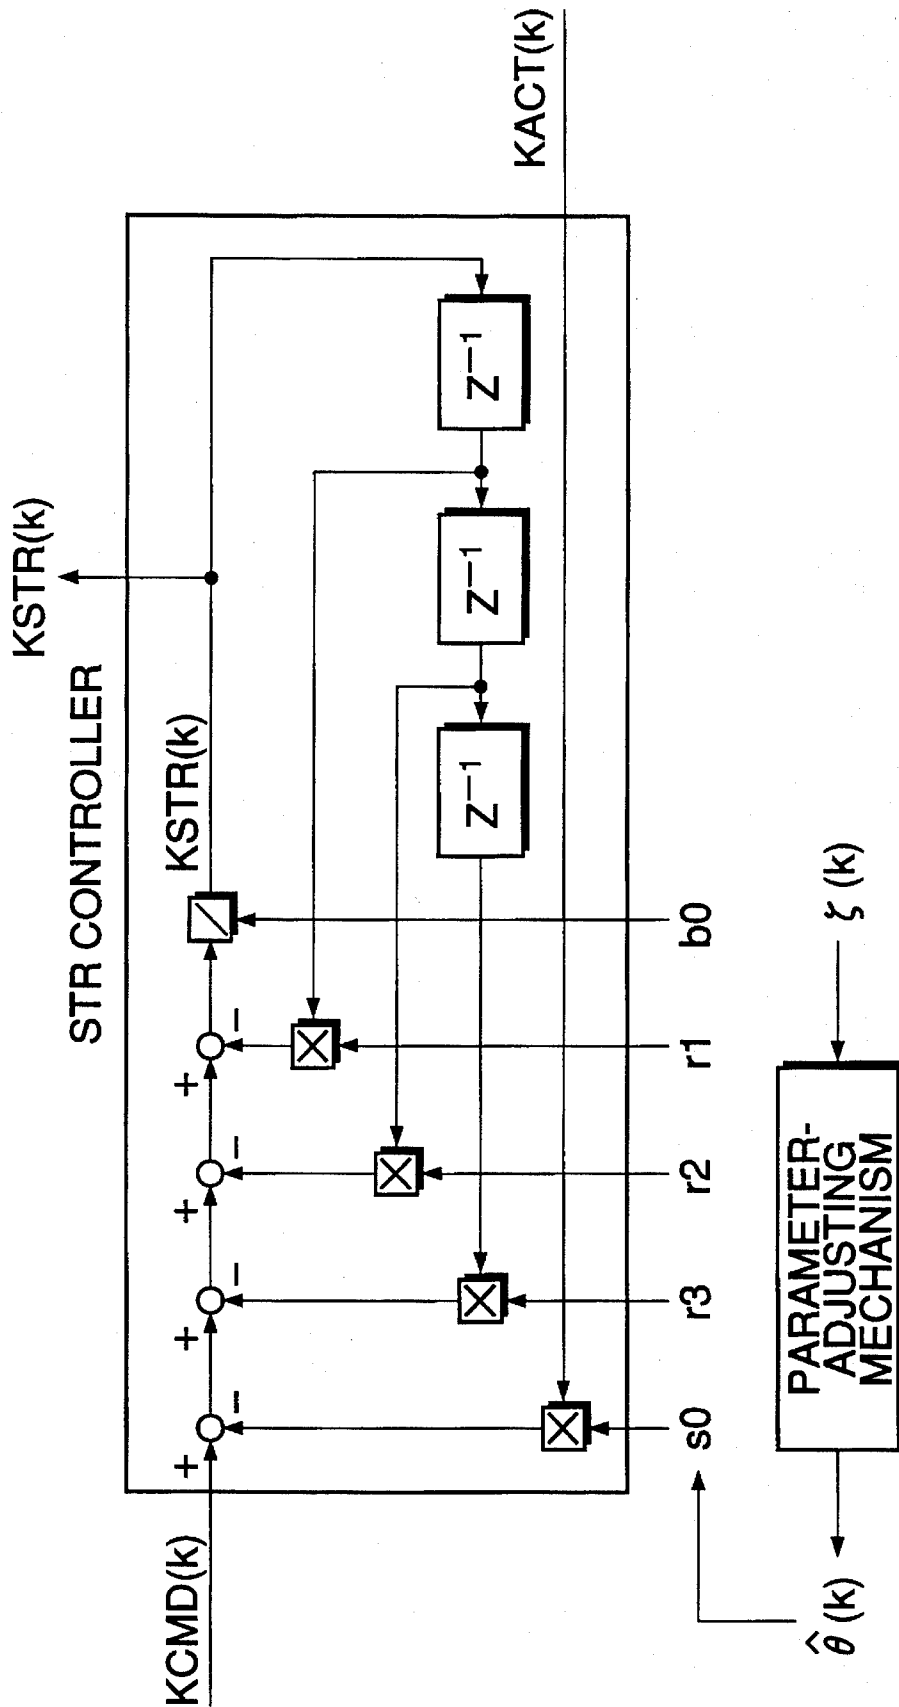 STR CONTROLLER
KSTR(k)
KCMD(k)
+
−
+
−
+
−
+
−
KSTR(k)
Z⁻¹
Z⁻¹
Z⁻¹
KACT(k)
s0
r3
r2
r1
b0
θ̂ (k)
PARAMETER-
ADJUSTING
MECHANISM
ζ (k)